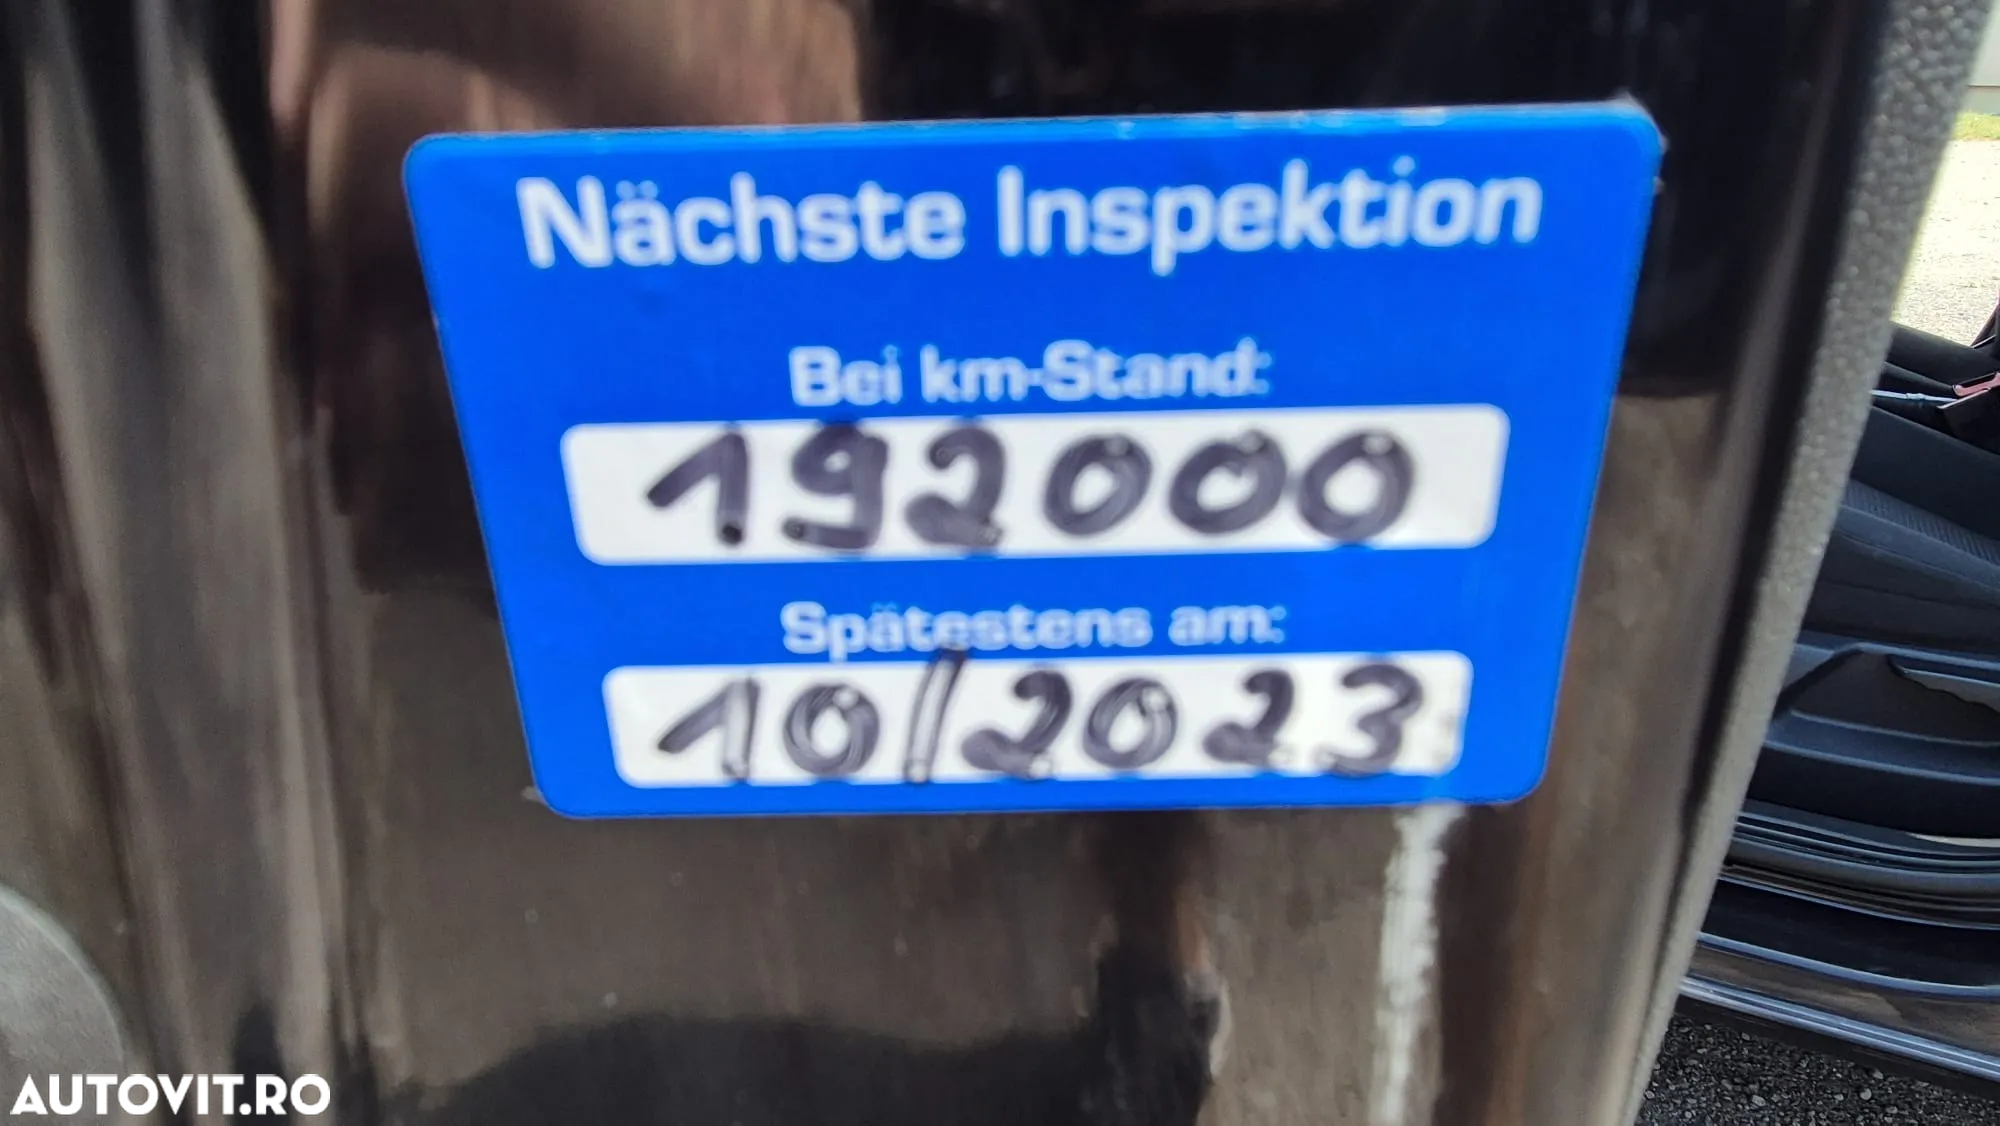 Nächste Inspektion
Bei km-Stand:
192000
Spätestens am:
10/2023
AUTOVIT.RO